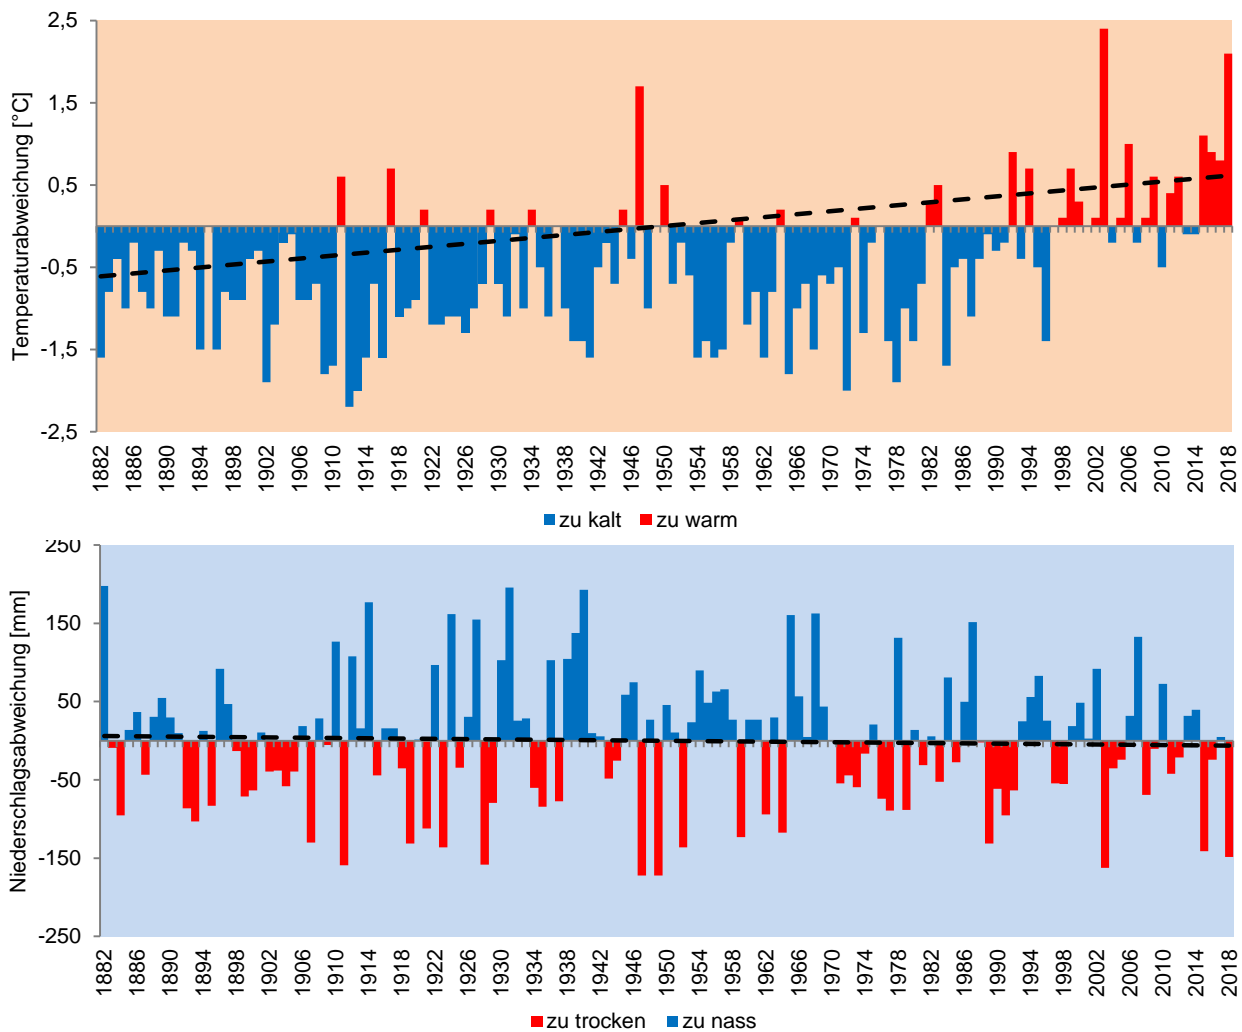 2,5
1,5
0,5
-0,5
-1,5
-2,5
Temperaturabweichung [°C]
1882 1886 1890 1894 1898 1902 1906 1910 1914 1918 1922 1926 1930 1934 1938 1942 1946 1950 1954 1958 1962 1966 1970 1974 1978 1982 1986 1990 1994 1998 2002 2006 2010 2014 2018
zu kalt zu warm
250
150
50
-50
-150
-250
Niederschlagsabweichung [mm]
1882 1886 1890 1894 1898 1902 1906 1910 1914 1918 1922 1926 1930 1934 1938 1942 1946 1950 1954 1958 1962 1966 1970 1974 1978 1982 1986 1990 1994 1998 2002 2006 2010 2014 2018
zu trocken zu nass